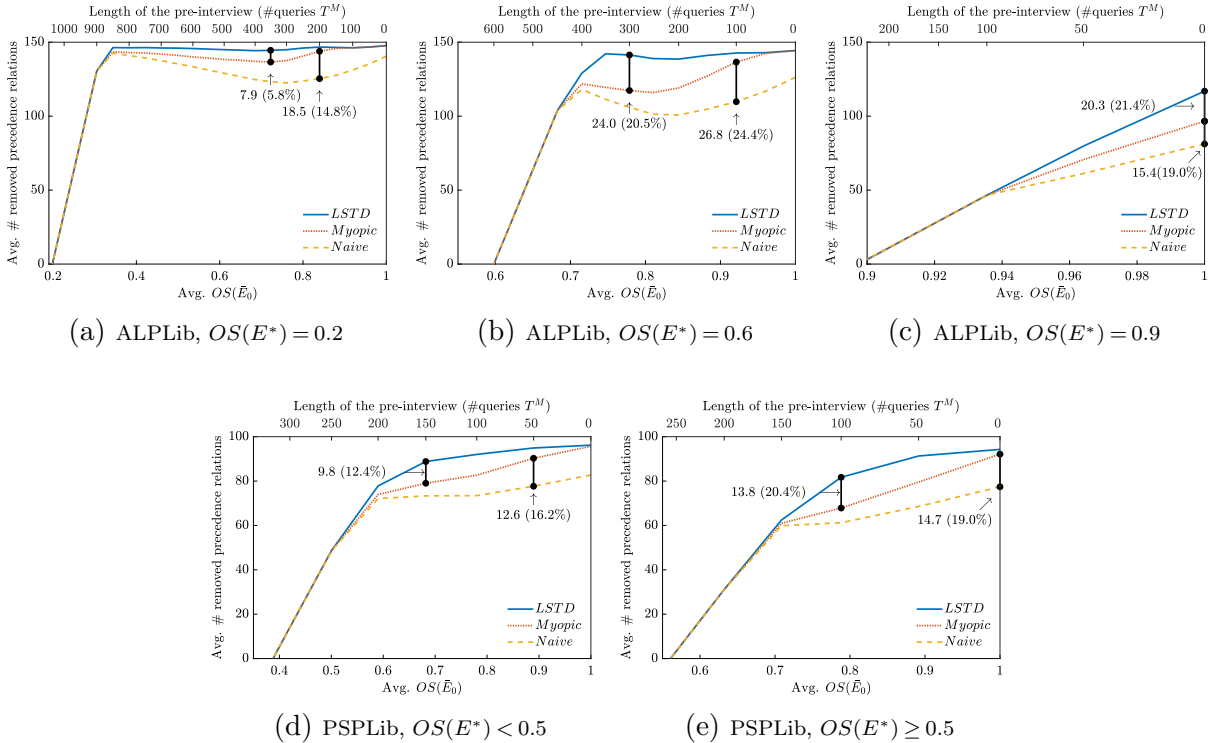 Length of the pre-interview (#queries T^M)
1000 900 800 700 600 500 400 300 200 100 0
150
100
50
0
Avg. # removed precedence relations
7.9 (5.8%)
18.5 (14.8%)
LSTD
Myopic
Naive
0.2 0.4 0.6 0.8 1
Avg. OS(Ē₀)
(a) ALPLib, OS(E*) = 0.2
Length of the pre-interview (#queries T^M)
600 500 400 300 200 100 0
150
100
50
0
Avg. # removed precedence relations
24.0 (20.5%)
26.8 (24.4%)
LSTD
Myopic
Naive
0.5 0.6 0.7 0.8 0.9 1
Avg. OS(Ē₀)
(b) ALPLib, OS(E*) = 0.6
Length of the pre-interview (#queries T^M)
200 150 100 50 0
150
100
50
0
Avg. # removed precedence relations
20.3 (21.4%)
15.4(19.0%)
LSTD
Myopic
Naive
0.9 0.92 0.94 0.96 0.98 1
Avg. OS(Ē₀)
(c) ALPLib, OS(E*) = 0.9
Length of the pre-interview (#queries T^M)
300 250 200 150 100 50 0
100
80
60
40
20
0
Avg. # removed precedence relations
9.8 (12.4%)
12.6 (16.2%)
LSTD
Myopic
Naive
0.4 0.5 0.6 0.7 0.8 0.9 1
Avg. OS(Ē₀)
(d) PSPLib, OS(E*) < 0.5
Length of the pre-interview (#queries T^M)
250 200 150 100 50 0
100
80
60
40
20
0
Avg. # removed precedence relations
13.8 (20.4%)
14.7 (19.0%)
LSTD
Myopic
Naive
0.6 0.7 0.8 0.9 1
Avg. OS(Ē₀)
(e) PSPLib, OS(E*) ≥ 0.5